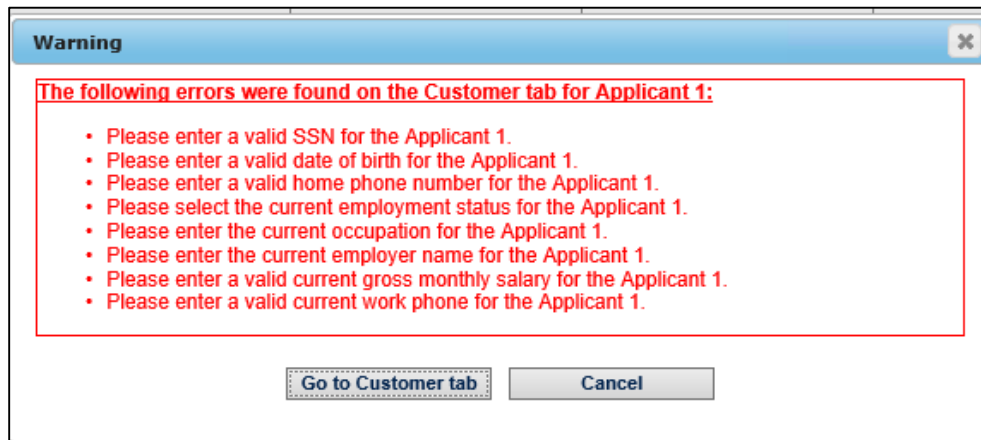 Warning
The following errors were found on the Customer tab for Applicant 1:
• Please enter a valid SSN for the Applicant 1.
• Please enter a valid date of birth for the Applicant 1.
• Please enter a valid home phone number for the Applicant 1.
• Please select the current employment status for the Applicant 1.
• Please enter the current occupation for the Applicant 1.
• Please enter the current employer name for the Applicant 1.
• Please enter a valid current gross monthly salary for the Applicant 1.
• Please enter a valid current work phone for the Applicant 1.
Go to Customer tab Cancel